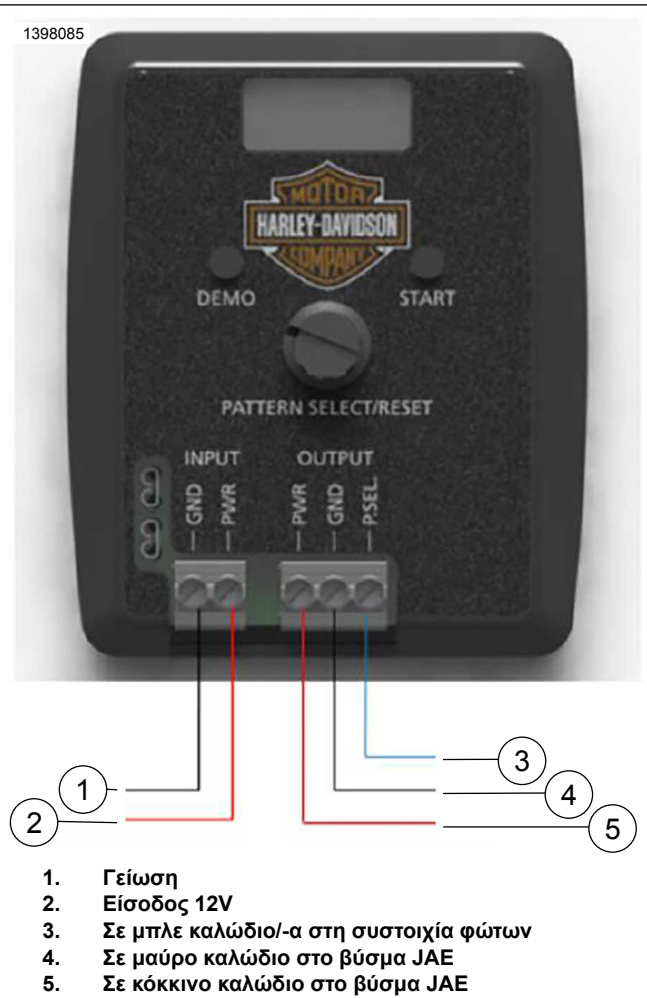 1398085
MOTOR
HARLEY-DAVIDSON
COMPANY
DEMO
START
PATTERN SELECT/RESET
INPUT
OUTPUT
GND
PWR
PWR
GND
P.SEL.
3
1
4
2
5
1. Γείωση
2. Είσοδος 12V
3. Σε μπλε καλώδιο/-α στη συστοιχία φώτων
4. Σε μαύρο καλώδιο στο βύσμα JAE
5. Σε κόκκινο καλώδιο στο βύσμα JAE